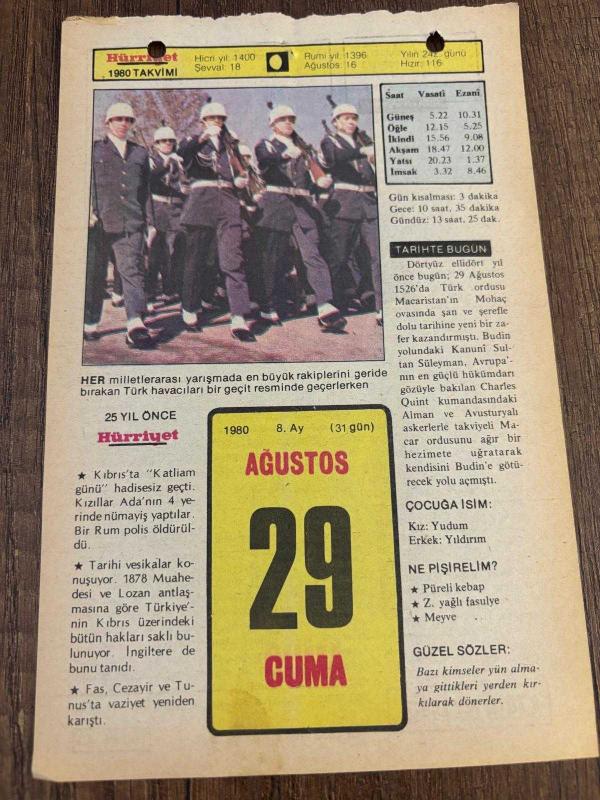 Hürriyet
1980 TAKVİMİ
Hicri yıl: 1400
Şevval: 18
Rumi yıl: 1396
Ağustos: 16
Yılın 242. günü
Hızır: 116
Saat Vasati Ezanî
Güneş 5.22 10.31
Öğle 12.15 5.25
İkindi 15.56 9.08
Akşam 18.47 12.00
Yatsı 20.23 1.37
İmsak 3.32 8.46
Gün kısalması: 3 dakika
Gece: 10 saat, 35 dakika
Gündüz: 13 saat, 25 dak.
TARİHTE BUGÜN
Dörtyüz ellidört yıl
önce bugün; 29 Ağustos
1526'da Türk ordusu
Macaristan'ın Mohaç
ovasında şan ve şerefle
dolu tarihine yeni bir za-
fer kazandırmıştı. Budin
yolundaki Kanunî Sul-
tan Süleyman, Avrupa'-
nın en güçlü hükümdarı
gözüyle bakılan Charles
Quint kumandasındaki
Alman ve Avusturyalı
askerlerle takviyeli Ma-
car ordusunu ağır bir
hezimete uğratarak
kendisini Budin'e götü-
recek yolu açmıştı.
HER milletlerarası yarışmada en büyük rakiplerini geride
bırakan Türk havacıları bir geçit resminde geçerlerken
25 YIL ÖNCE
Hürriyet
★ Kıbrıs'ta "Katliam
günü" hadisesiz geçti.
Kızıllar Ada'nın 4 ye-
rinde nümayiş yaptılar.
Bir Rum polis öldürül-
dü.
★ Tarihi vesikalar ko-
nuşuyor. 1878 Muahe-
desi ve Lozan antlaş-
masına göre Türkiye'-
nin Kıbrıs üzerindeki
bütün hakları saklı bu-
lunuyor. İngiltere de
bunu tanıdı.
★ Fas, Cezayir ve Tu-
nus'ta vaziyet yeniden
karıştı.
1980 8. Ay (31 gün)
AĞUSTOS
29
CUMA
ÇOCUĞA İSİM:
Kız: Yudum
Erkek: Yıldırım
NE PİŞİRELİM?
★ Püreli kebap
★ Z. yağlı fasulye
★ Meyve
GÜZEL SÖZLER:
Bazı kimseler yün alma-
ya gittikleri yerden kır-
kılarak dönerler.